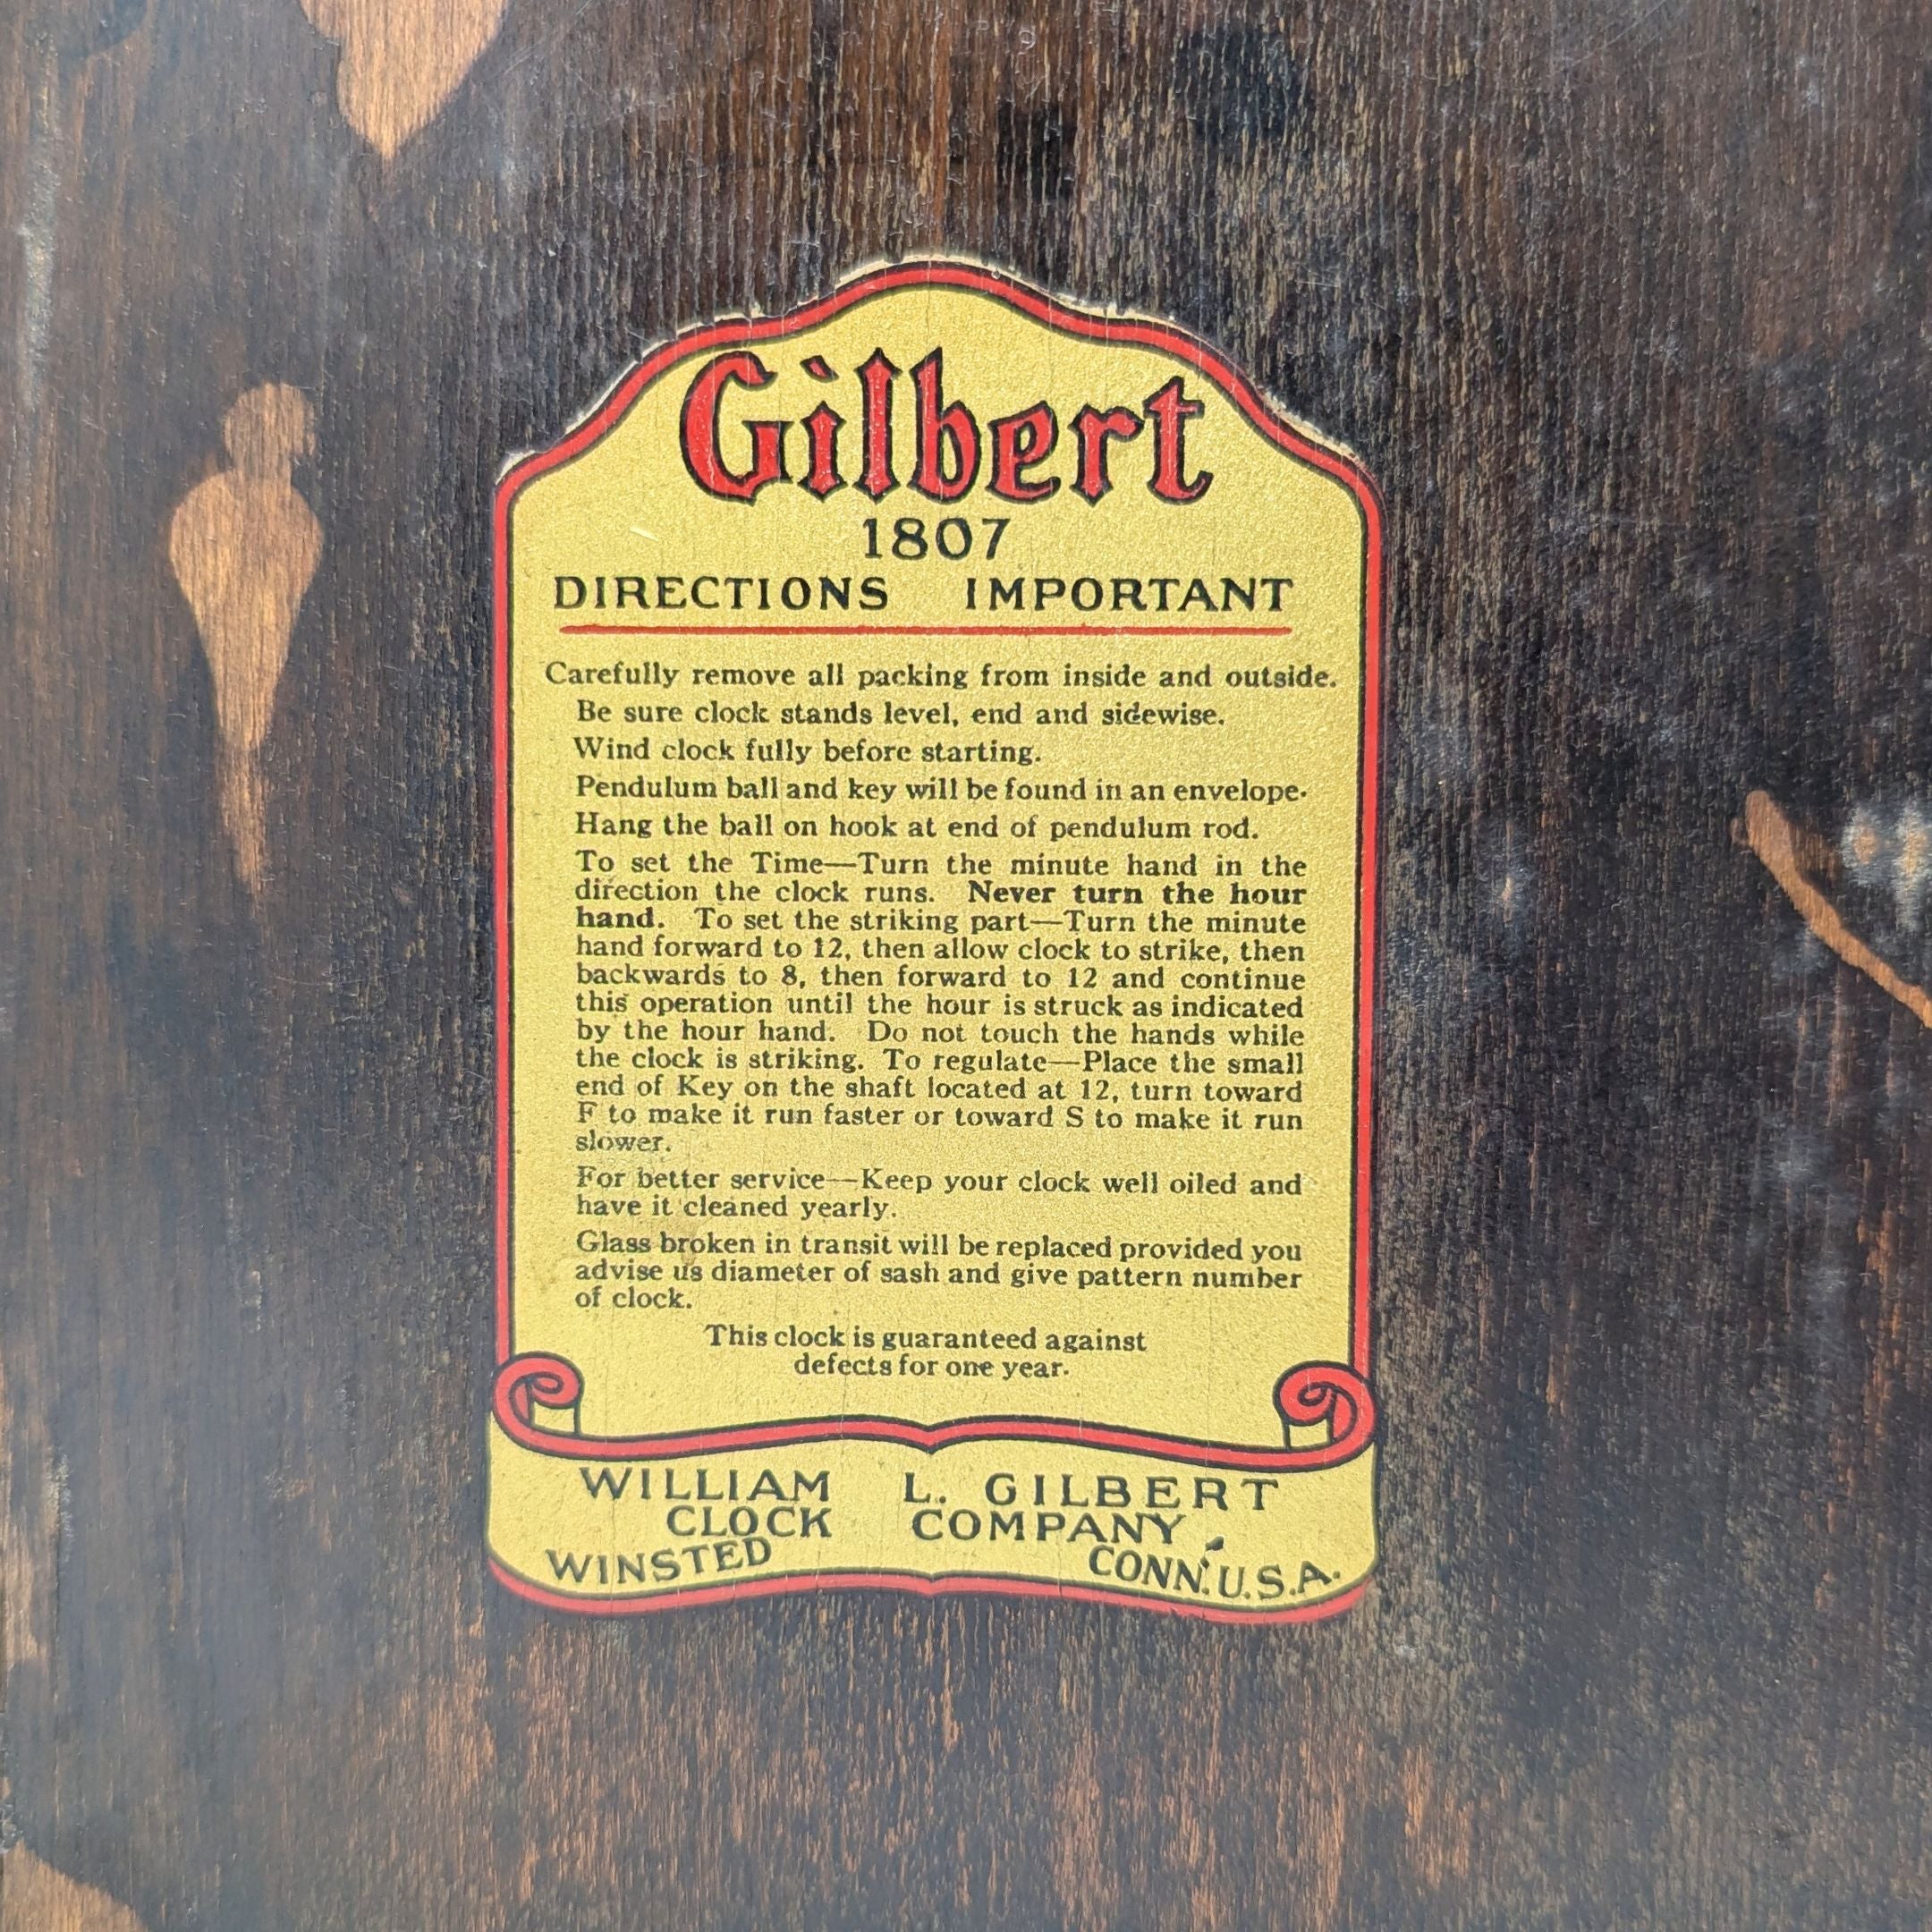 Gilbert
1807
DIRECTIONS IMPORTANT
Carefully remove all packing from inside and outside.
Be sure clock stands level, end and sidewise.
Wind clock fully before starting.
Pendulum ball and key will be found in an envelope.
Hang the ball on hook at end of pendulum rod.
To set the Time—Turn the minute hand in the
direction the clock runs. Never turn the hour
hand. To set the striking part—Turn the minute
hand forward to 12, then allow clock to strike, then
backwards to 8, then forward to 12 and continue
this operation until the hour is struck as indicated
by the hour hand. Do not touch the hands while
the clock is striking. To regulate—Place the small
end of Key on the shaft located at 12, turn toward
F to make it run faster or toward S to make it run
slower.
For better service—Keep your clock well oiled and
have it cleaned yearly.
Glass broken in transit will be replaced provided you
advise us diameter of sash and give pattern number
of clock.
This clock is guaranteed against
defects for one year.
WILLIAM L. GILBERT
CLOCK COMPANY
WINSTED CONN. U.S.A.